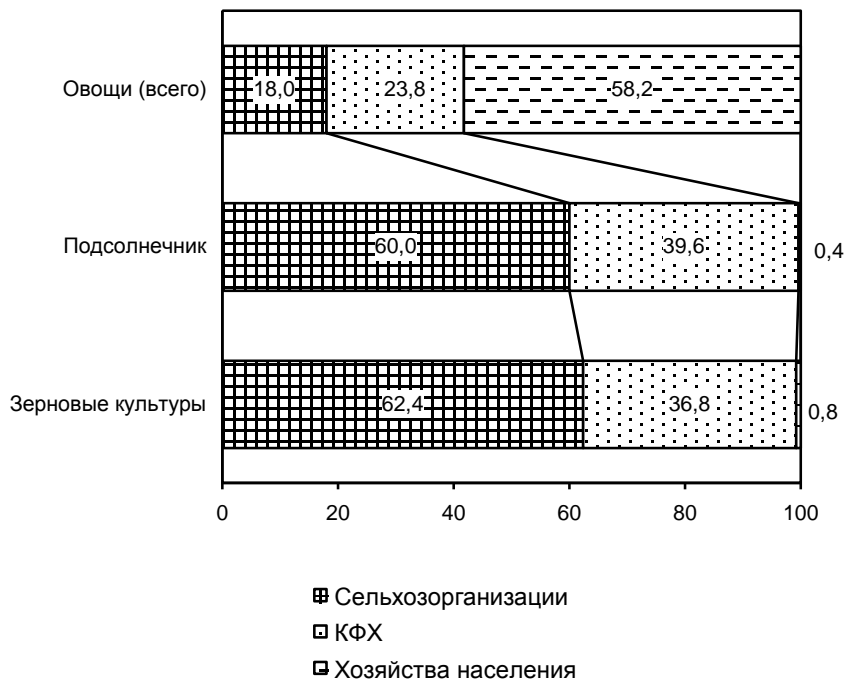 Овощи (всего) 18,0 23,8 58,2
Подсолнечник 60,0 39,6 0,4
Зерновые культуры 62,4 36,8 0,8
0 20 40 60 80 100
Сельхозорганизации
КФХ
Хозяйства населения